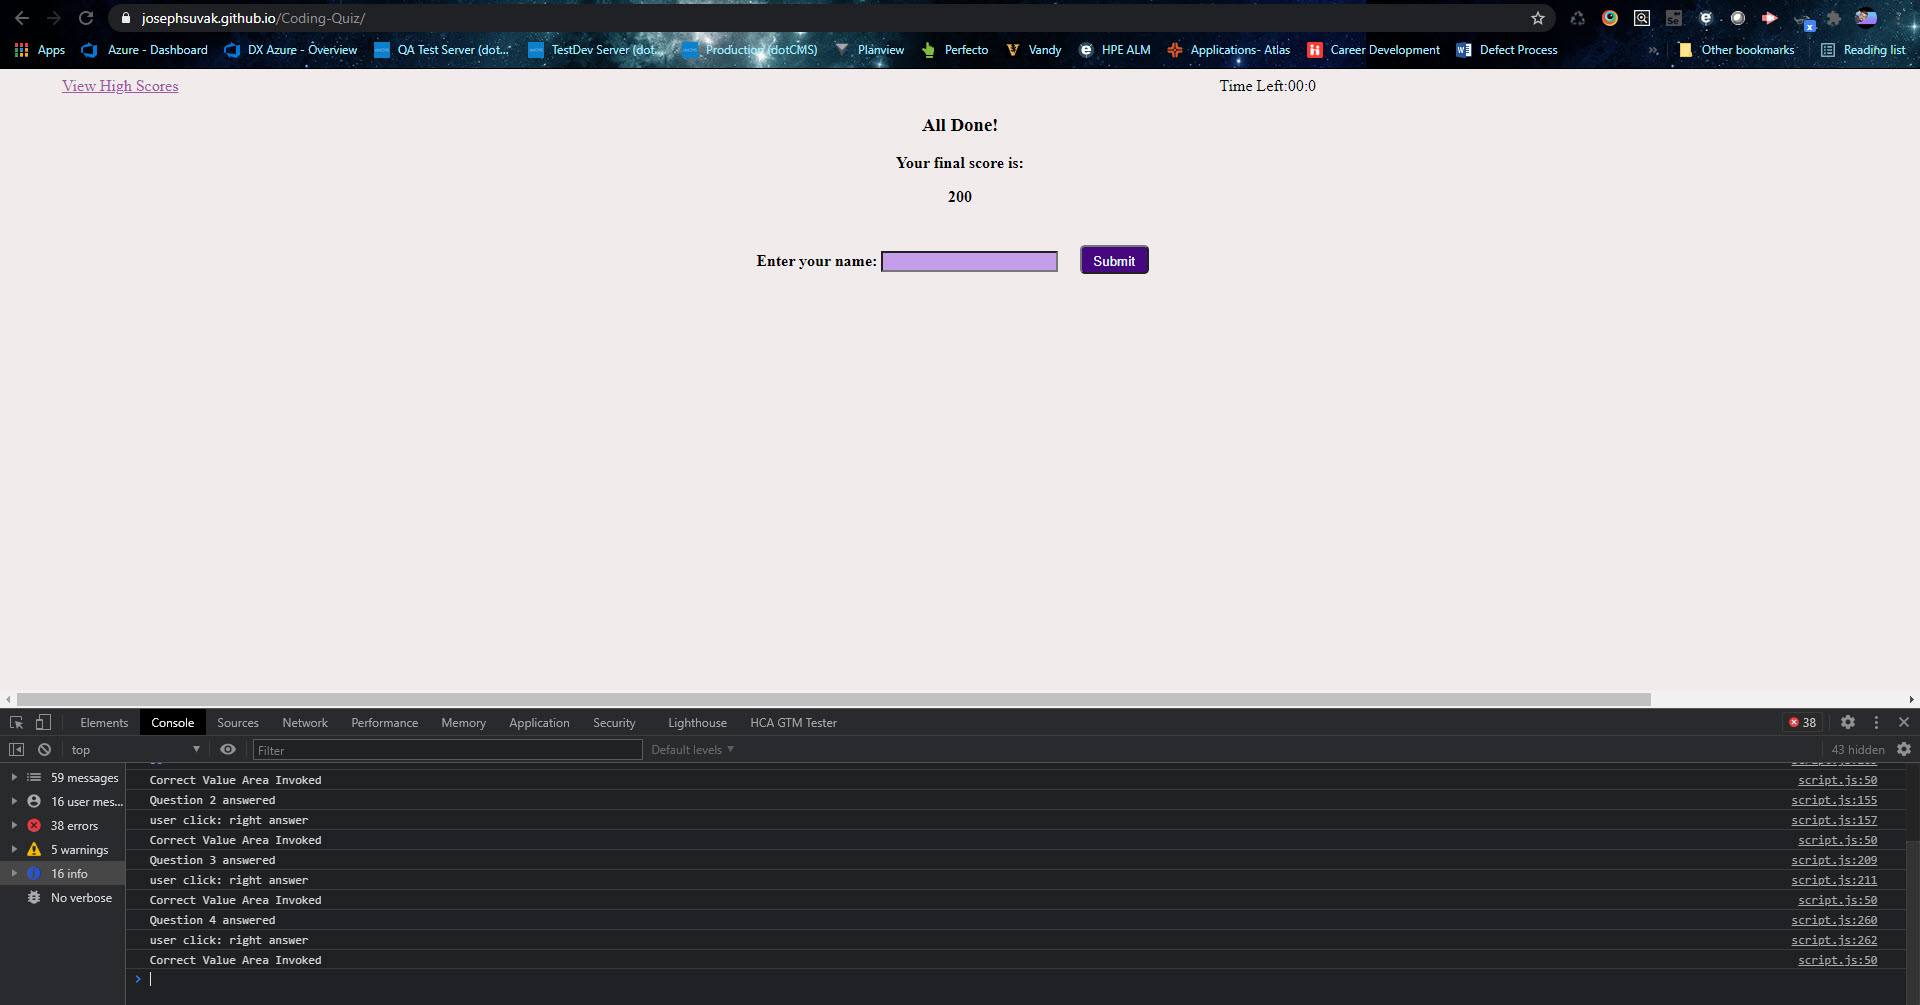 josephsuvak.github.io/Coding-Quiz/
Apps Azure - Dashboard DX Azure - Overview QA Test Server (dot... TestDev Server (dot... Production (dotCMS) Planview Perfecto Vandy HPE ALM Applications- Atlas Career Development Defect Process » Other bookmarks Reading list
View High Scores Time Left:00:0
All Done!
Your final score is:
200
Enter your name: Submit
Elements Console Sources Network Performance Memory Application Security Lighthouse HCA GTM Tester 38
top Filter Default levels 43 hidden
59 messages
16 user mes...
38 errors
5 warnings
16 info
No verbose
Correct Value Area Invoked script.js:50
Question 2 answered script.js:155
user click: right answer script.js:157
Correct Value Area Invoked script.js:50
Question 3 answered script.js:209
user click: right answer script.js:211
Correct Value Area Invoked script.js:50
Question 4 answered script.js:260
user click: right answer script.js:262
Correct Value Area Invoked script.js:50
>